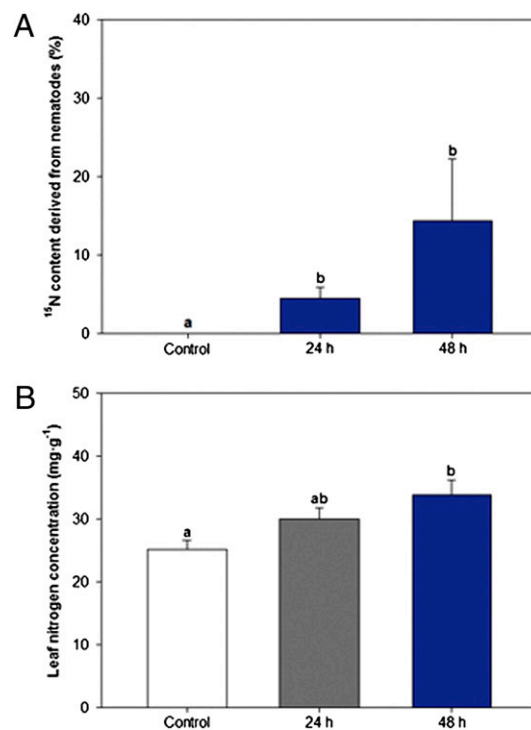 A
¹⁵N content derived from nematodes (%)
40
30
20
10
0
a
b
b
Control
24 h
48 h
B
Leaf nitrogen concentration (mg·g⁻¹)
50
40
30
20
10
0
a
ab
b
Control
24 h
48 h